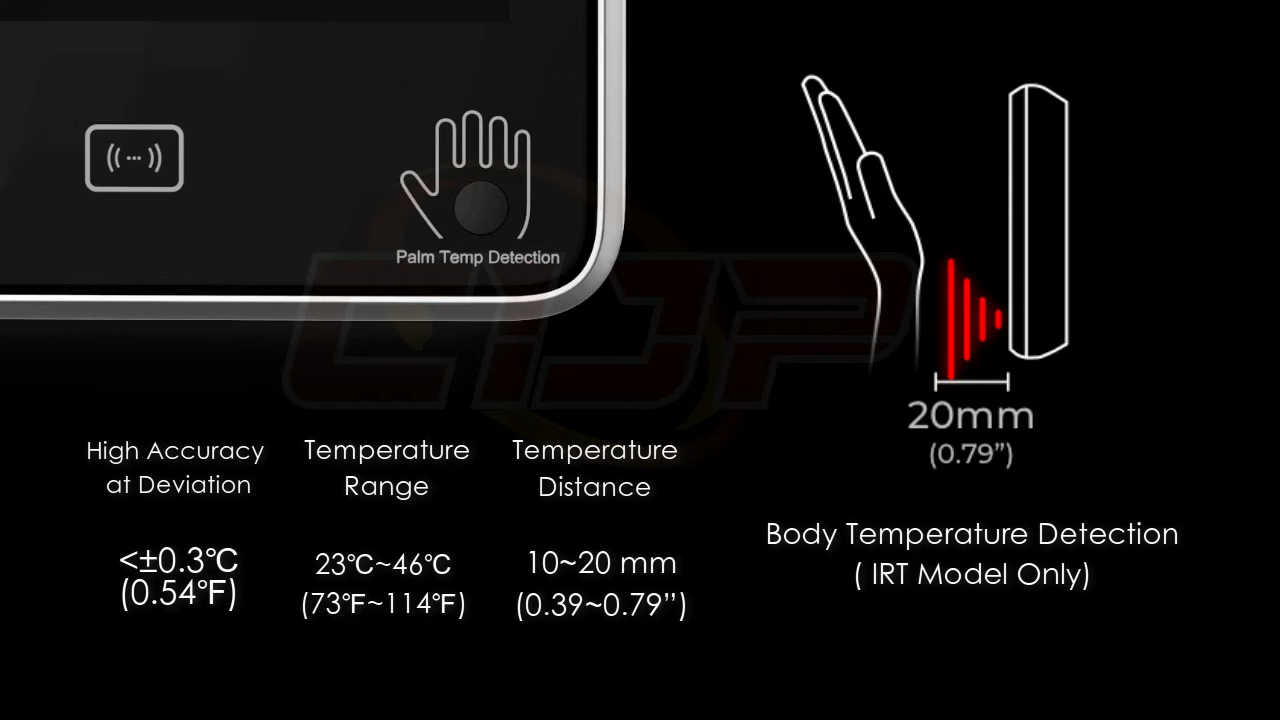 Palm Temp Detection
20mm
(0.79”)
High Accuracy
at Deviation
<±0.3℃
(0.54℉)
Temperature
Range
23℃~46℃
(73℉~114℉)
Temperature
Distance
10~20 mm
(0.39~0.79”)
Body Temperature Detection
( IRT Model Only)